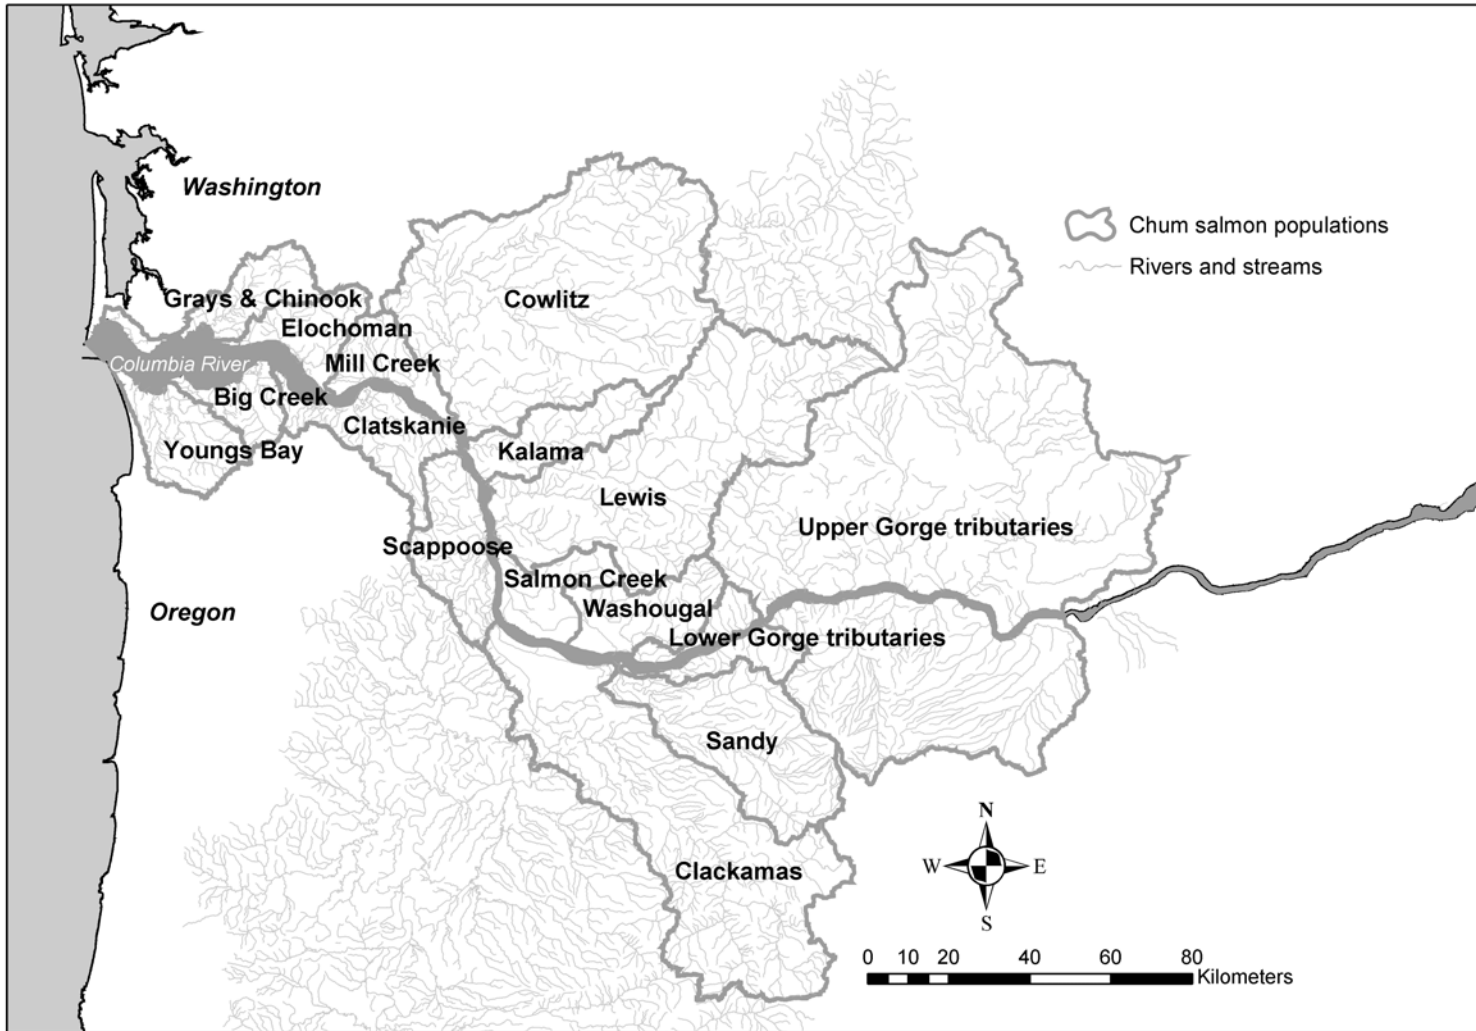 Washington
Chum salmon populations
Rivers and streams
Grays & Chinook
Cowlitz
Elochoman
Columbia River
Mill Creek
Big Creek
Clatskanie
Youngs Bay
Kalama
Lewis
Upper Gorge tributaries
Scappoose
Salmon Creek
Washougal
Oregon
Lower Gorge tributaries
Sandy
Clackamas
N
W
E
S
0 10 20 40 60 80
Kilometers